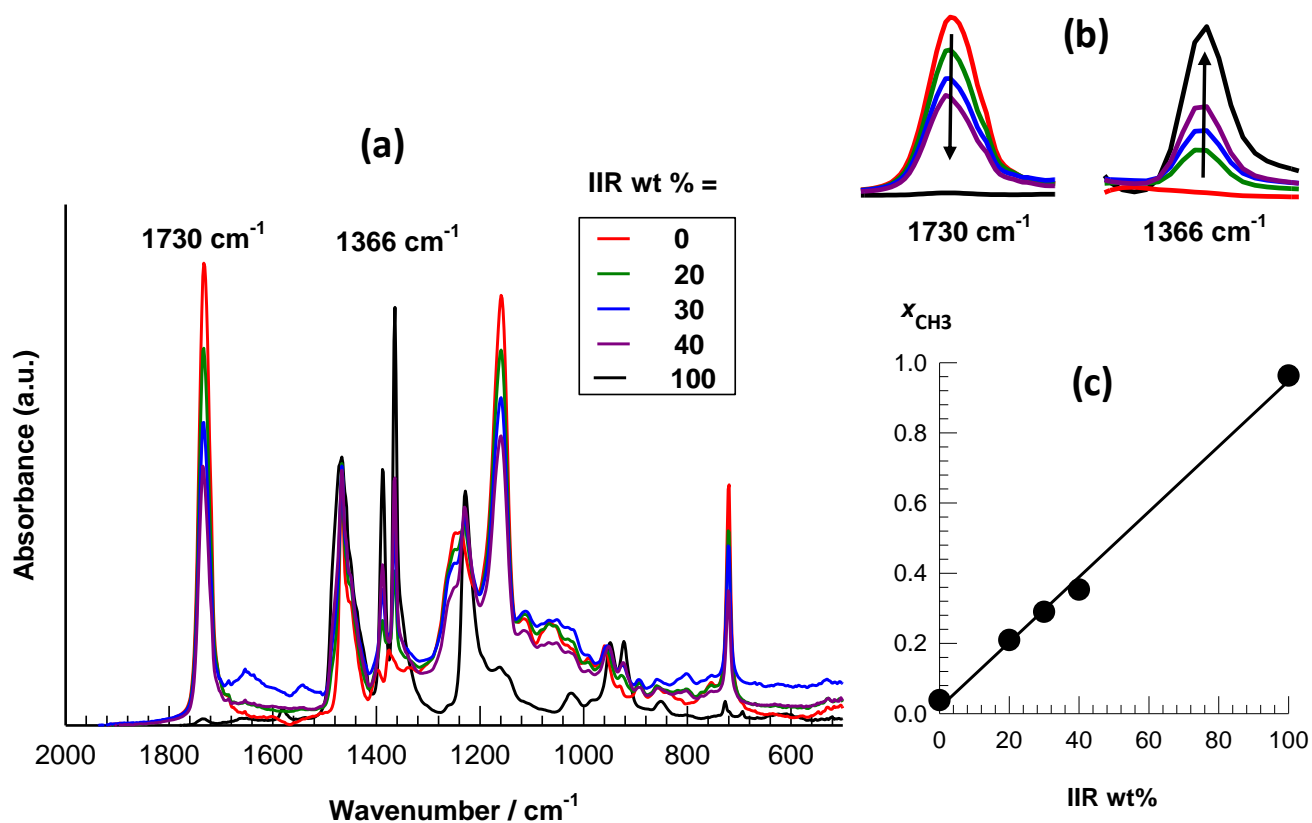 (a)
1730 cm-1
1366 cm-1
IIR wt % =
0
20
30
40
100
Absorbance (a.u.)
2000
1800
1600
1400
1200
1000
800
600
Wavenumber / cm-1
(b)
1730 cm-1
1366 cm-1
xCH3
(c)
1.0
0.8
0.6
0.4
0.2
0.0
0
20
40
60
80
100
IIR wt%